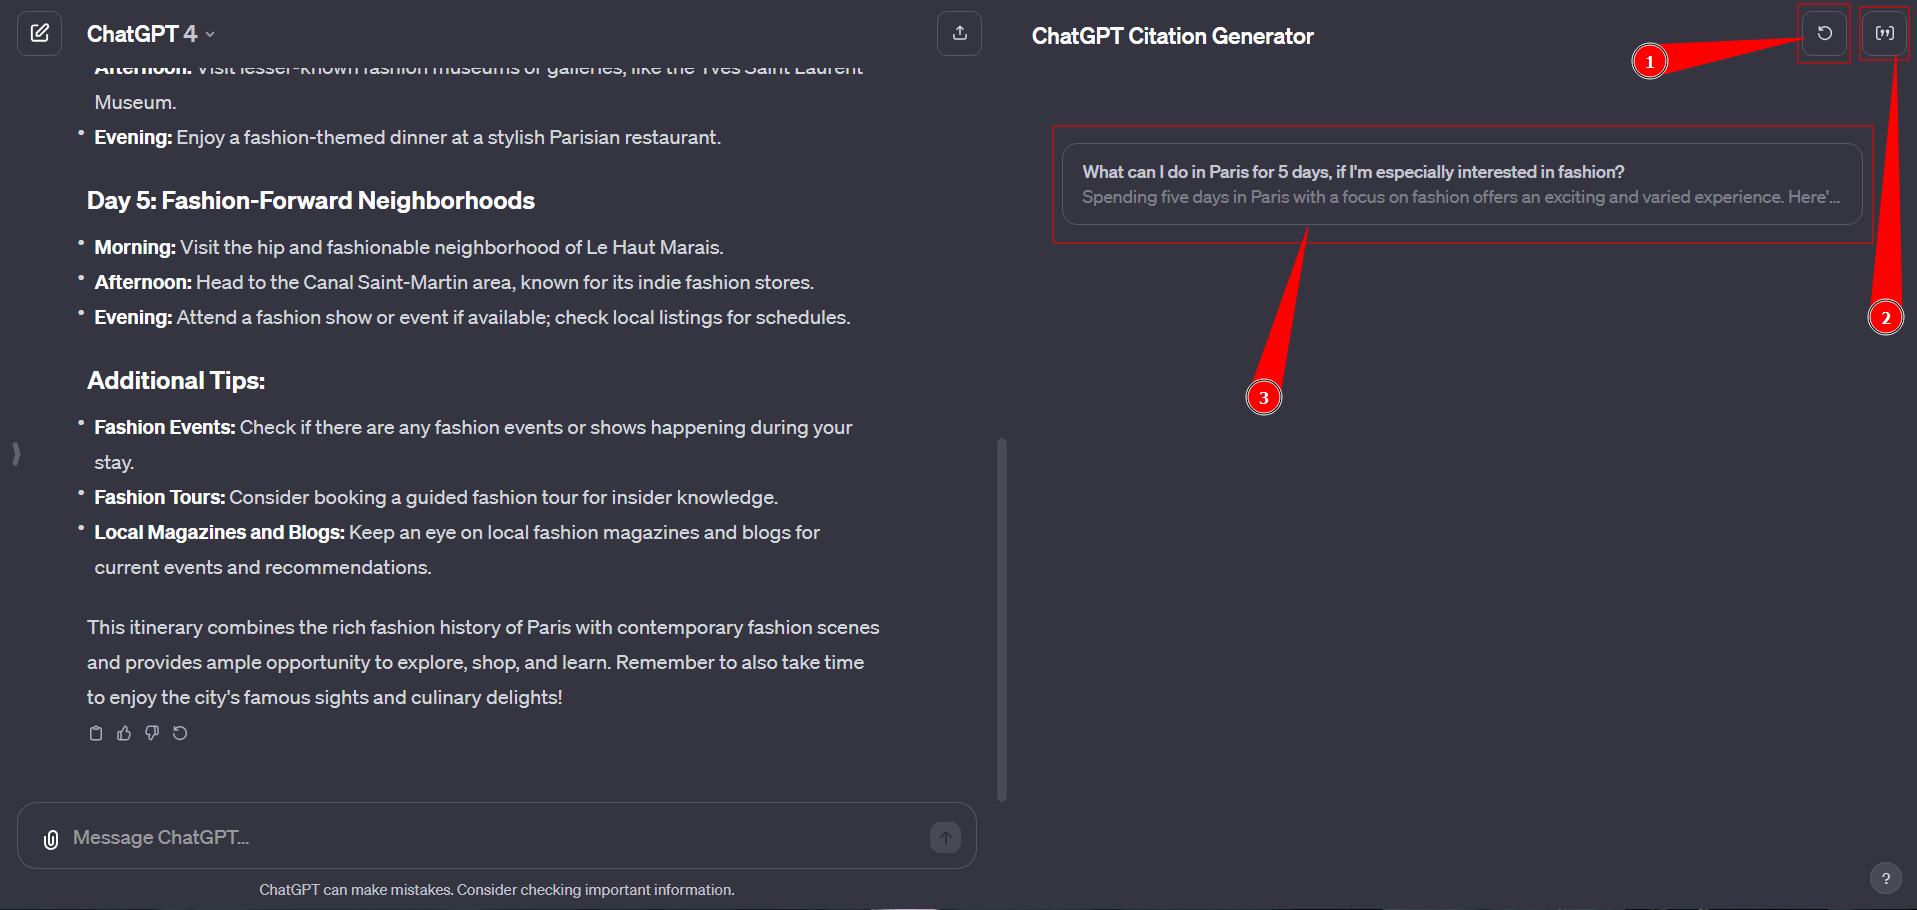 ChatGPT 4
Afternoon: Visit lesser-known fashion museums or galleries, like the Yves Saint Laurent
Museum.
Evening: Enjoy a fashion-themed dinner at a stylish Parisian restaurant.
Day 5: Fashion-Forward Neighborhoods
Morning: Visit the hip and fashionable neighborhood of Le Haut Marais.
Afternoon: Head to the Canal Saint-Martin area, known for its indie fashion stores.
Evening: Attend a fashion show or event if available; check local listings for schedules.
Additional Tips:
Fashion Events: Check if there are any fashion events or shows happening during your
stay.
Fashion Tours: Consider booking a guided fashion tour for insider knowledge.
Local Magazines and Blogs: Keep an eye on local fashion magazines and blogs for
current events and recommendations.
This itinerary combines the rich fashion history of Paris with contemporary fashion scenes
and provides ample opportunity to explore, shop, and learn. Remember to also take time
to enjoy the city's famous sights and culinary delights!
Message ChatGPT...
ChatGPT can make mistakes. Consider checking important information.
ChatGPT Citation Generator
1
What can I do in Paris for 5 days, if I'm especially interested in fashion?
Spending five days in Paris with a focus on fashion offers an exciting and varied experience. Here'...
2
3
?